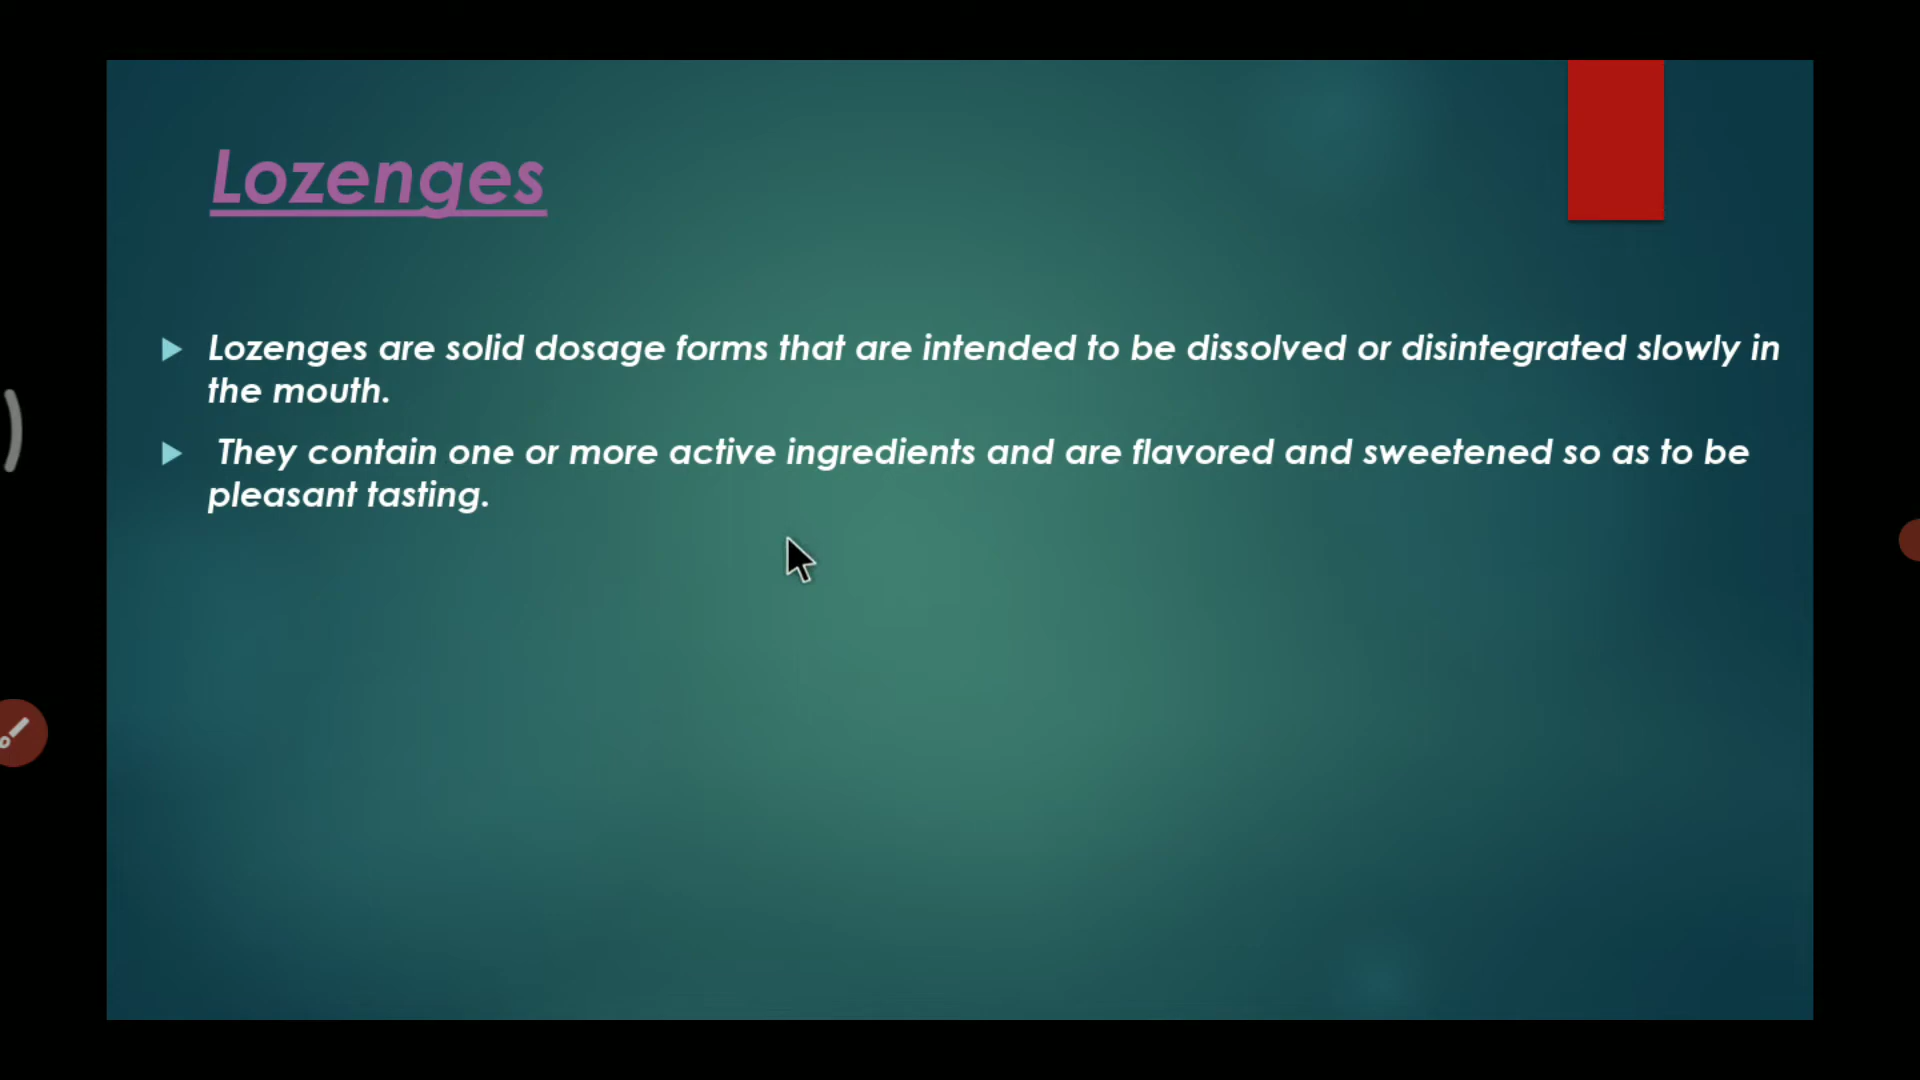 Lozenges
Lozenges are solid dosage forms that are intended to be dissolved or disintegrated slowly in
the mouth.
They contain one or more active ingredients and are flavored and sweetened so as to be
pleasant tasting.